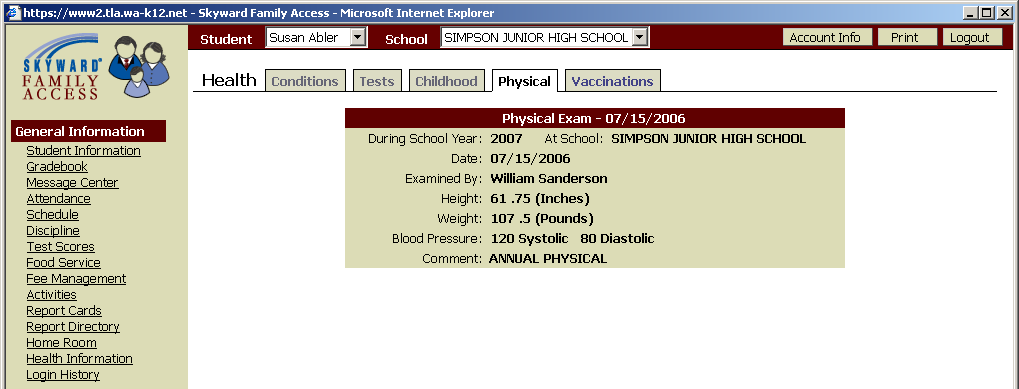 https://www2.tla.wa-k12.net - Skyward Family Access - Microsoft Internet Explorer
Student Susan Abler School SIMPSON JUNIOR HIGH SCHOOL Account Info Print Logout
SKYWARD®
FAMILY
ACCESS
Health Conditions Tests Childhood Physical Vaccinations
General Information
Student Information
Gradebook
Message Center
Attendance
Schedule
Discipline
Test Scores
Food Service
Fee Management
Activities
Report Cards
Report Directory
Home Room
Health Information
Login History
Physical Exam - 07/15/2006
During School Year: 2007 At School: SIMPSON JUNIOR HIGH SCHOOL
Date: 07/15/2006
Examined By: William Sanderson
Height: 61 .75 (Inches)
Weight: 107 .5 (Pounds)
Blood Pressure: 120 Systolic 80 Diastolic
Comment: ANNUAL PHYSICAL